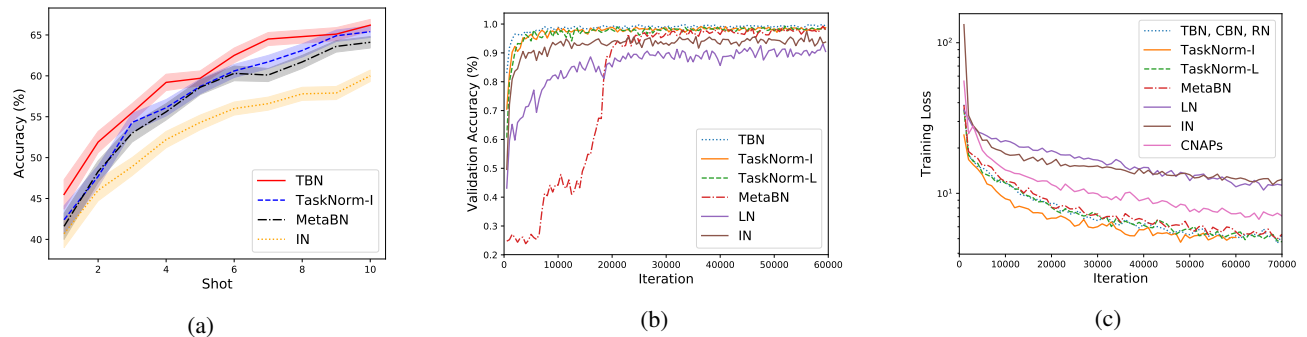 65
60
55
50
45
40
Accuracy (%)
2
4
6
8
10
Shot
TBN
TaskNorm-I
MetaBN
IN
(a)
1.0
0.9
0.8
0.7
0.6
0.5
0.4
0.3
0.2
Validation Accuracy (%)
0
10000
20000
30000
40000
50000
60000
Iteration
TBN
TaskNorm-I
TaskNorm-L
MetaBN
LN
IN
(b)
10²
10¹
Training Loss
0
10000
20000
30000
40000
50000
60000
70000
Iteration
TBN, CBN, RN
TaskNorm-I
TaskNorm-L
MetaBN
LN
IN
CNAPs
(c)